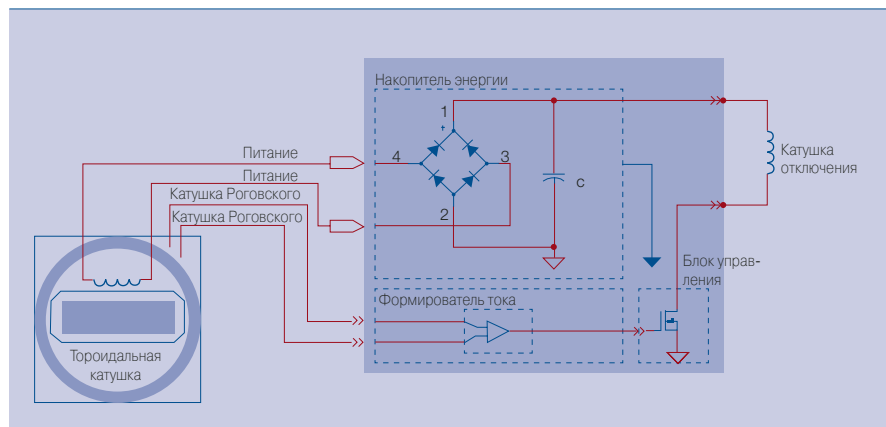 Накопитель энергии
1
Питание
4
3
Катушка
отключения
Питание
c
Катушка Роговского
2
Катушка Роговского
Блок управ-
ления
Формирователь тока
Тороидальная
катушка